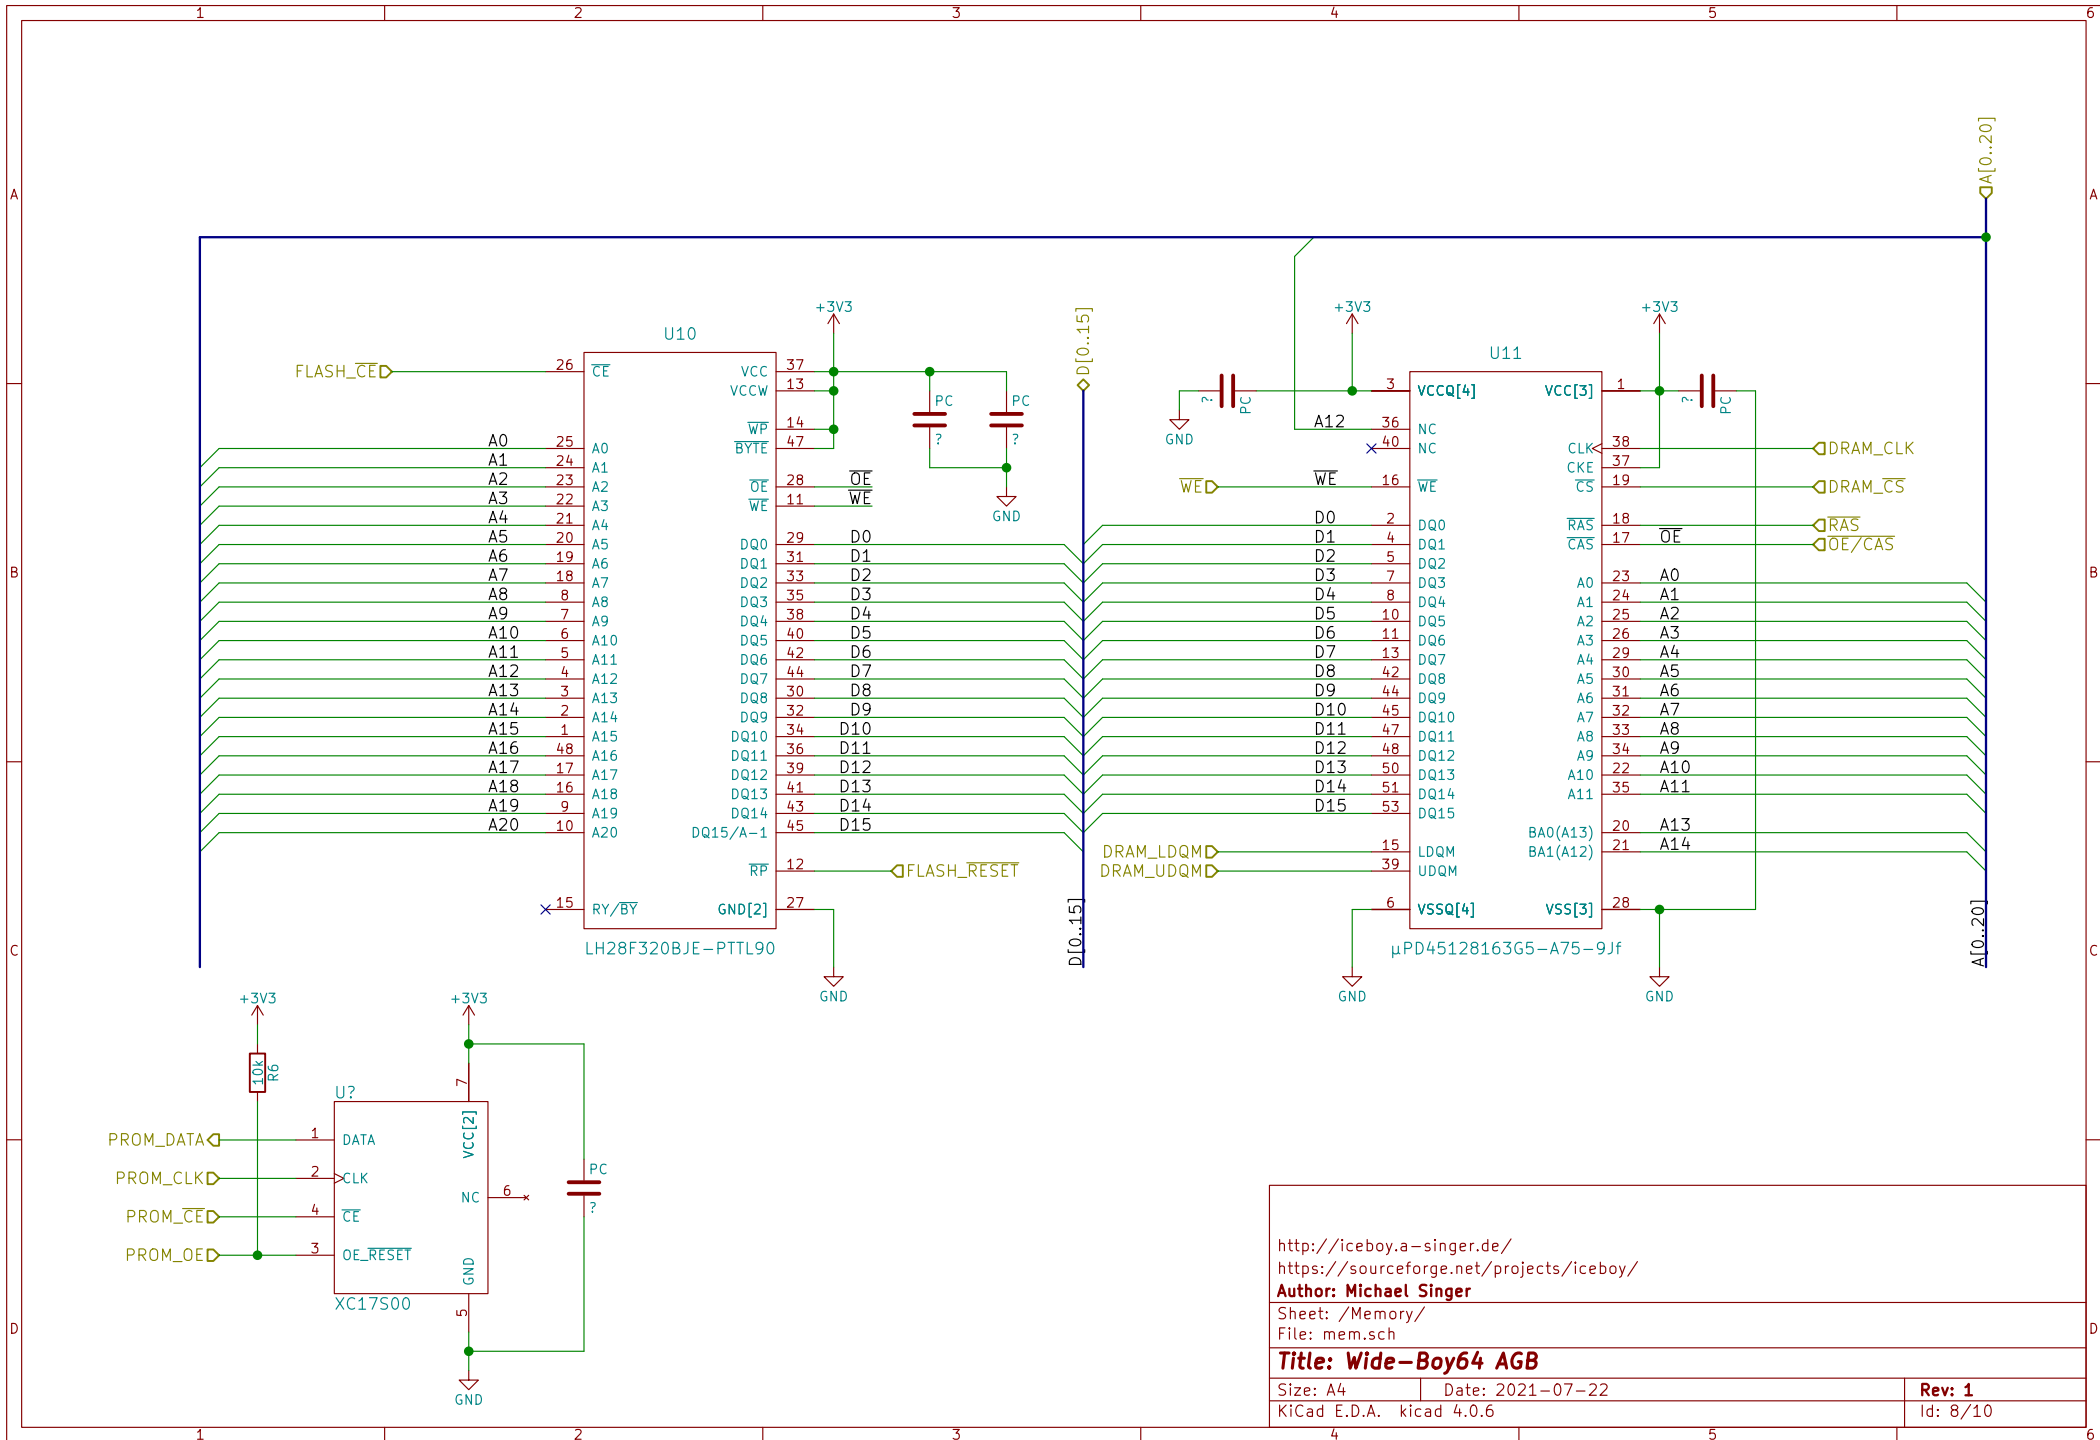 1 2 3 4 5 6
A A
B B
C C
D D
1 2 3 4 5 6
A[0..20]
+3V3
U10
FLASH_CE
26 CE
A0 25 A0
A1 24 A1
A2 23 A2
A3 22 A3
A4 21 A4
A5 20 A5
A6 19 A6
A7 18 A7
A8 8 A8
A9 7 A9
A10 6 A10
A11 5 A11
A12 4 A12
A13 3 A13
A14 2 A14
A15 1 A15
A16 48 A16
A17 17 A17
A18 16 A18
A19 9 A19
A20 10 A20
15 RY/BY
VCC 37
VCCW 13
WP 14
BYTE 47
OE 28 OE
WE 11 WE
DQ0 29 D0
DQ1 31 D1
DQ2 33 D2
DQ3 35 D3
DQ4 38 D4
DQ5 40 D5
DQ6 42 D6
DQ7 44 D7
DQ8 30 D8
DQ9 32 D9
DQ10 34 D10
DQ11 36 D11
DQ12 39 D12
DQ13 41 D13
DQ14 43 D14
DQ15/A-1 45 D15
RP 12 FLASH_RESET
GND[2] 27
LH28F320BJE-PTTL90
GND
PC
?
PC
?
GND
D[0..15]
D[0..15]
+3V3
+3V3
U11
?
PC
GND
3 VCCQ[4]
A12 36 NC
40 NC
WE WE 16 WE
D0 2 DQ0
D1 4 DQ1
D2 5 DQ2
D3 7 DQ3
D4 8 DQ4
D5 10 DQ5
D6 11 DQ6
D7 13 DQ7
D8 42 DQ8
D9 44 DQ9
D10 45 DQ10
D11 47 DQ11
D12 48 DQ12
D13 50 DQ13
D14 51 DQ14
D15 53 DQ15
DRAM_LDQM 15 LDQM
DRAM_UDQM 39 UDQM
6 VSSQ[4]
VCC[3] 1
?
PC
CLK 38 DRAM_CLK
CKE 37
CS 19 DRAM_CS
RAS 18 RAS
CAS 17 OE OE/CAS
A0 23 A0
A1 24 A1
A2 25 A2
A3 26 A3
A4 29 A4
A5 30 A5
A6 31 A6
A7 32 A7
A8 33 A8
A9 34 A9
A10 22 A10
A11 35 A11
BA0(A13) 20 A13
BA1(A12) 21 A14
VSS[3] 28
µPD45128163G5-A75-9Jf
GND
GND
A[0..20]
+3V3
+3V3
10k
R6
U?
7
VCC[2]
PROM_DATA 1 DATA
PROM_CLK 2 CLK
PROM_CE 4 CE
PROM_OE 3 OE_RESET
NC 6
GND
5
XC17S00
PC
?
GND
http://iceboy.a-singer.de/
https://sourceforge.net/projects/iceboy/
Author: Michael Singer
Sheet: /Memory/
File: mem.sch
Title: Wide-Boy64 AGB
Size: A4 Date: 2021-07-22 Rev: 1
KiCad E.D.A. kicad 4.0.6 Id: 8/10